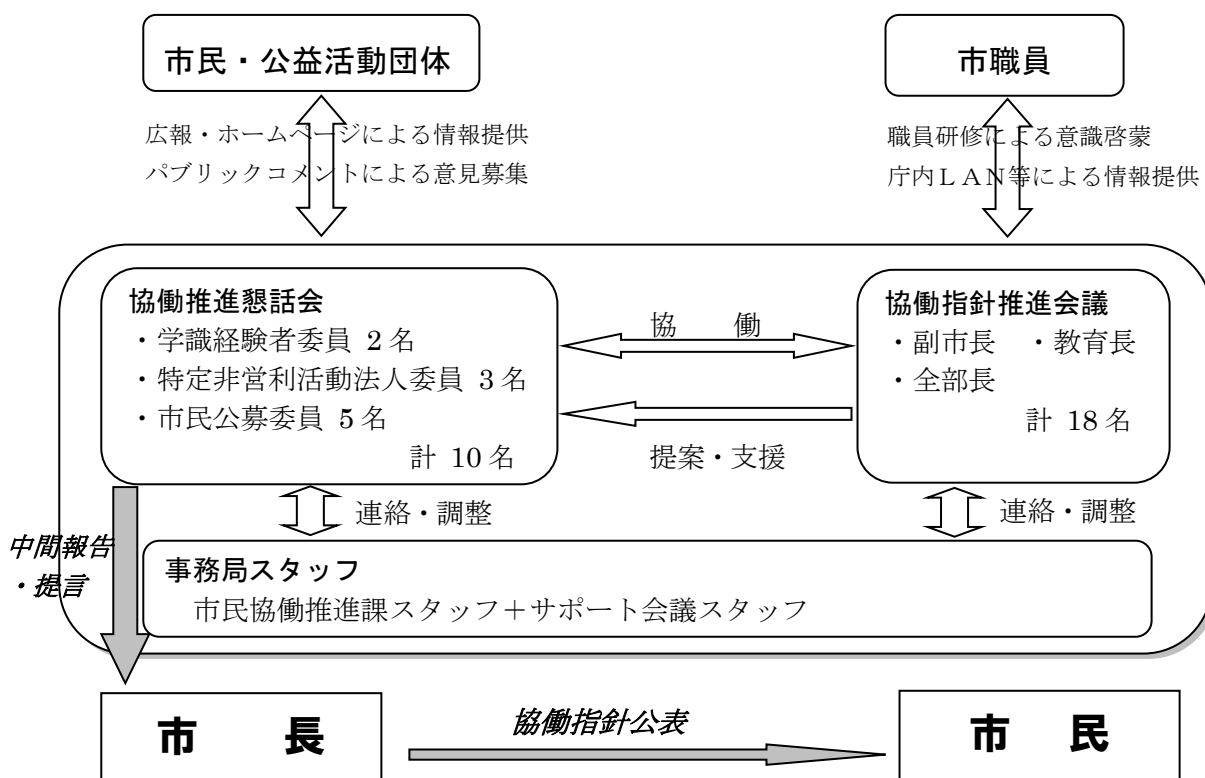 市民・公益活動団体
市職員
広報・ホームページによる情報提供
パブリックコメントによる意見募集
職員研修による意識啓蒙
庁内ＬＡＮ等による情報提供
協働推進懇話会
・学識経験者委員 2 名
・特定非営利活動法人委員 3 名
・市民公募委員 5 名
計 10 名
協　働
提案・支援
協働指針推進会議
・副市長　・教育長
・全部長
計 18 名
連絡・調整
連絡・調整
中間報告
・提言
事務局スタッフ
市民協働推進課スタッフ＋サポート会議スタッフ
市　長
協働指針公表
市　民